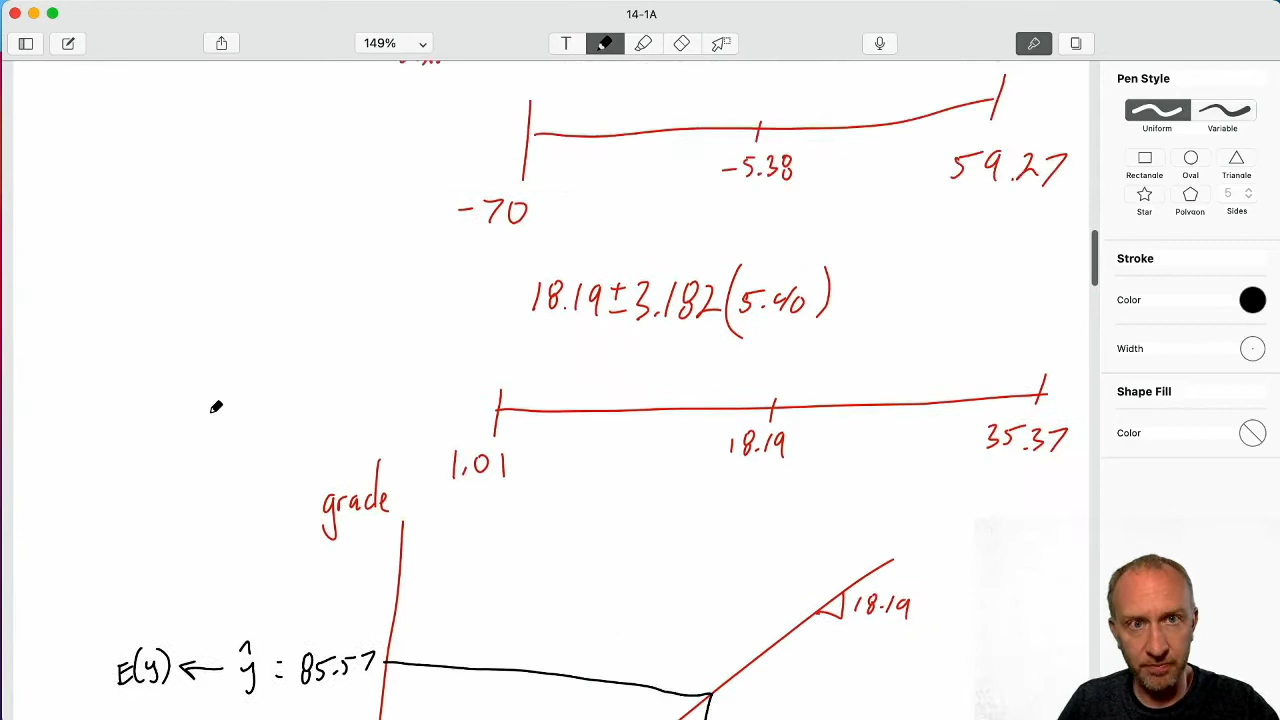 14-1A
149%
T
Pen Style
Uniform
Variable
Rectangle
Oval
Triangle
Star
Polygon
5
Sides
Stroke
Color
Width
Shape Fill
Color
-5.38
59.27
-70
18.19 ± 3.182 (5.40)
18.19
35.37
1.01
grade
18.19
E(y) ← ŷ = 85.57